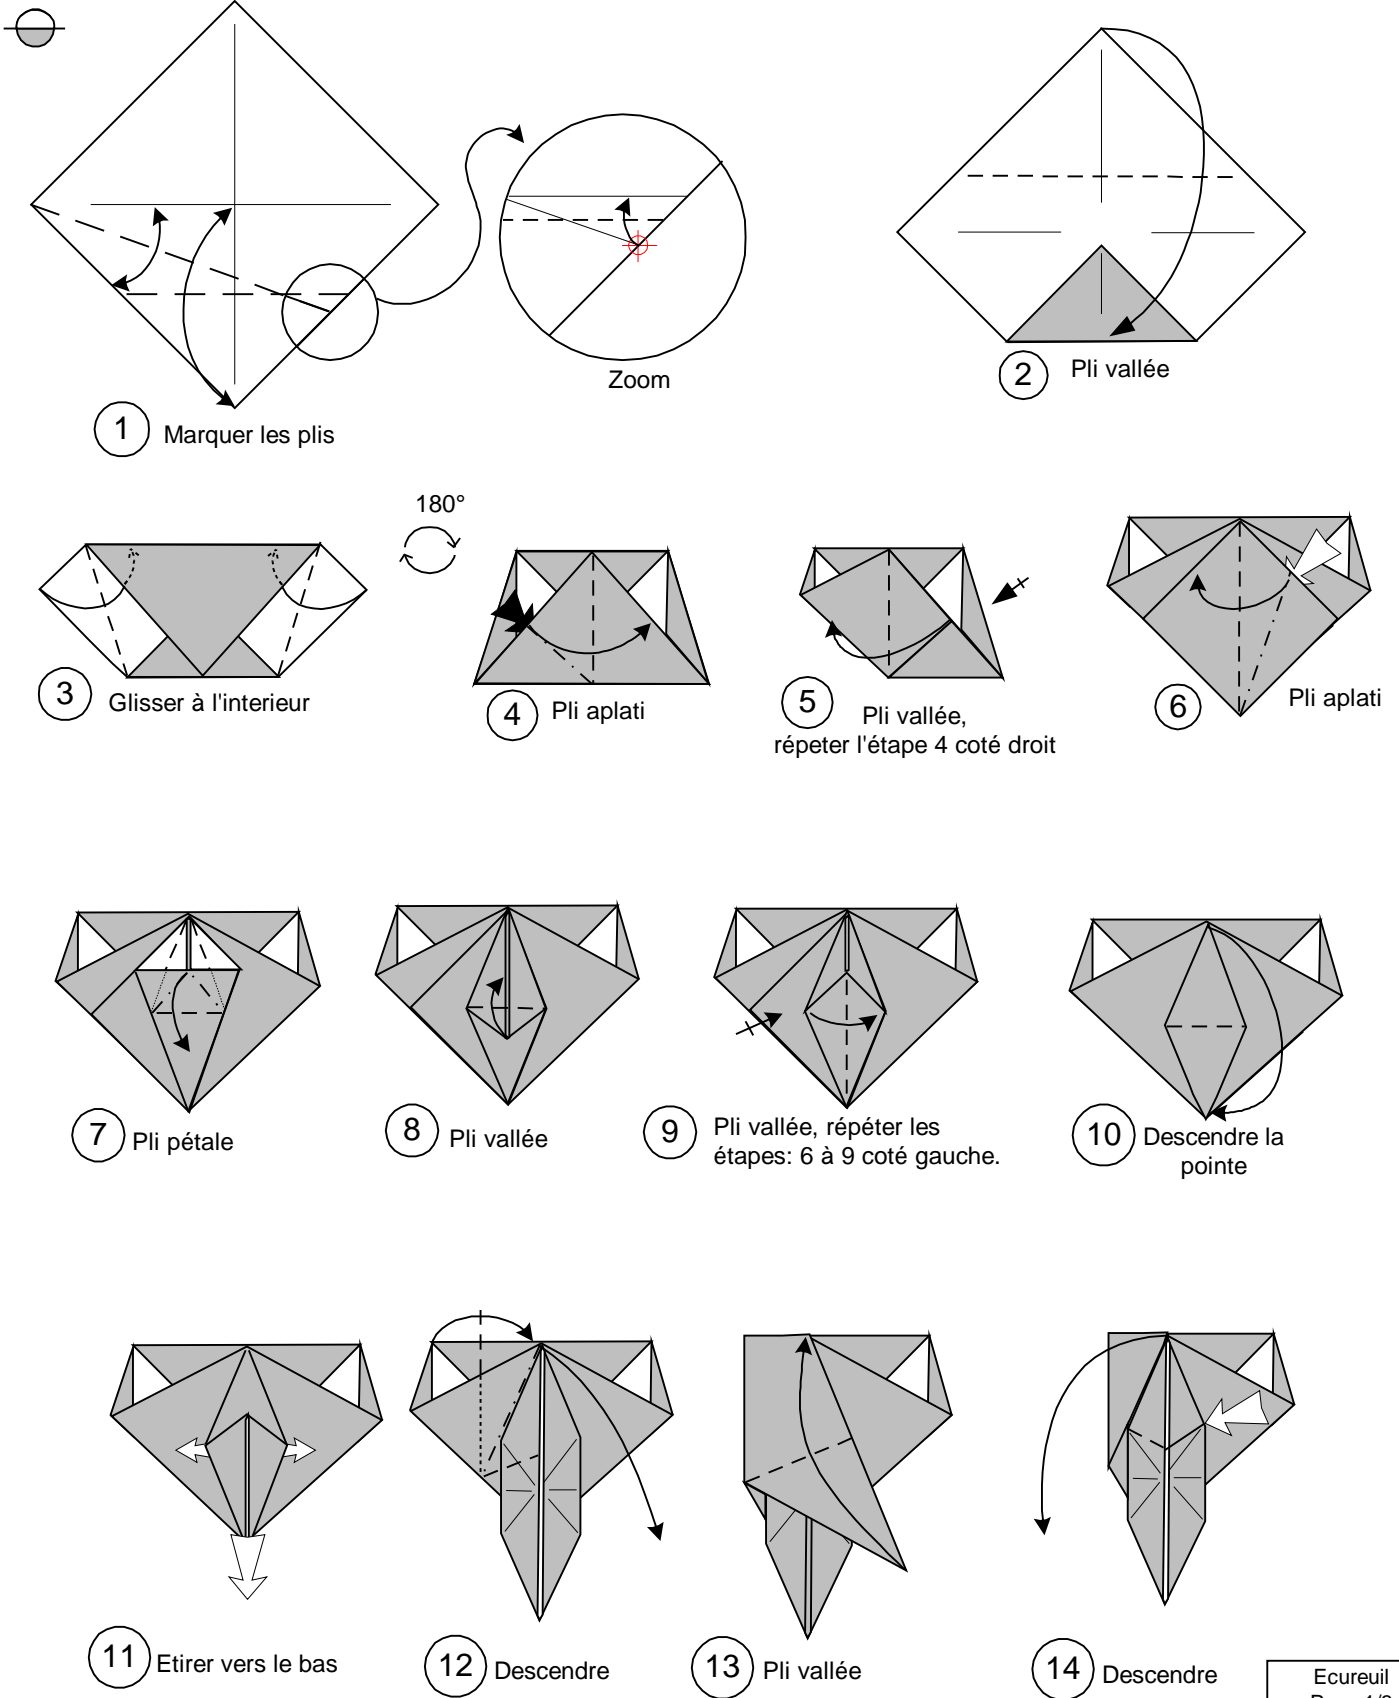 Zoom
1 Marquer les plis
2 Pli vallée
180°
3 Glisser à l'interieur
4 Pli aplati
5 Pli vallée,
répeter l'étape 4 coté droit
6 Pli aplati
7 Pli pétale
8 Pli vallée
9 Pli vallée, répéter les
étapes: 6 à 9 coté gauche.
10 Descendre la
pointe
11 Etirer vers le bas
12 Descendre
13 Pli vallée
14 Descendre
Ecureuil